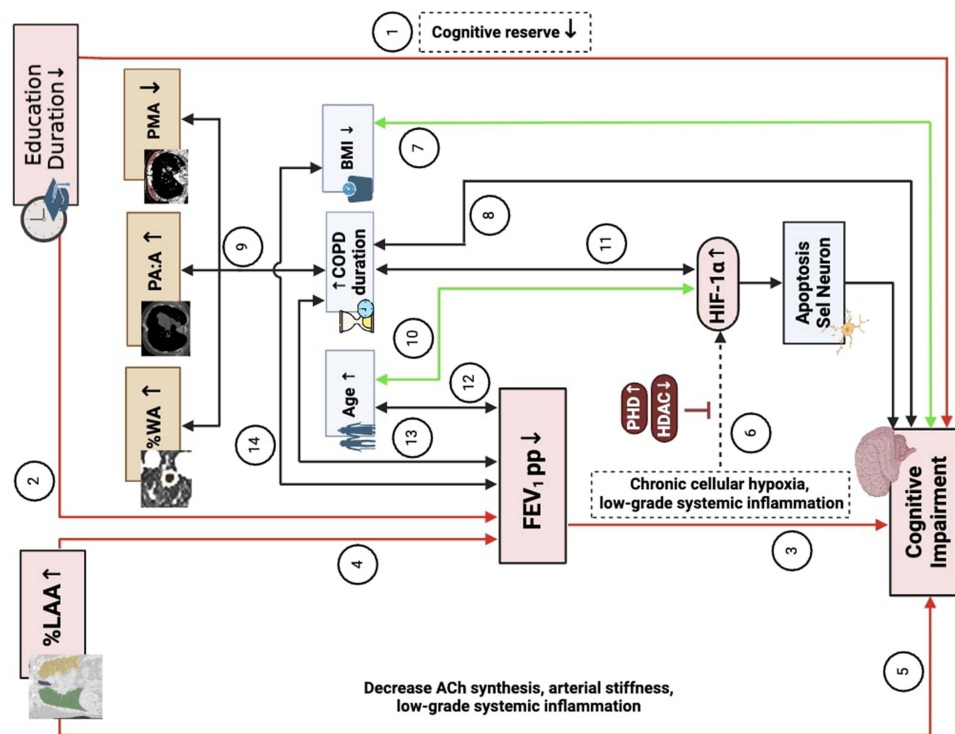 1
Cognitive reserve ↓
Education
Duration↓
PMA ↓
PA:A ↑
%WA ↑
9
BMI ↓
↑COPD
duration
Age ↑
7
8
11
10
12
13
14
2
HIF-1α↑
Apoptosis
Sel Neuron
PHD↑
HDAC↓
6
Chronic cellular hypoxia,
low-grade systemic inflammation
FEV₁ pp ↓
4
3
%LAA ↑
Cognitive
Impairment
5
Decrease ACh synthesis, arterial stiffness,
low-grade systemic inflammation